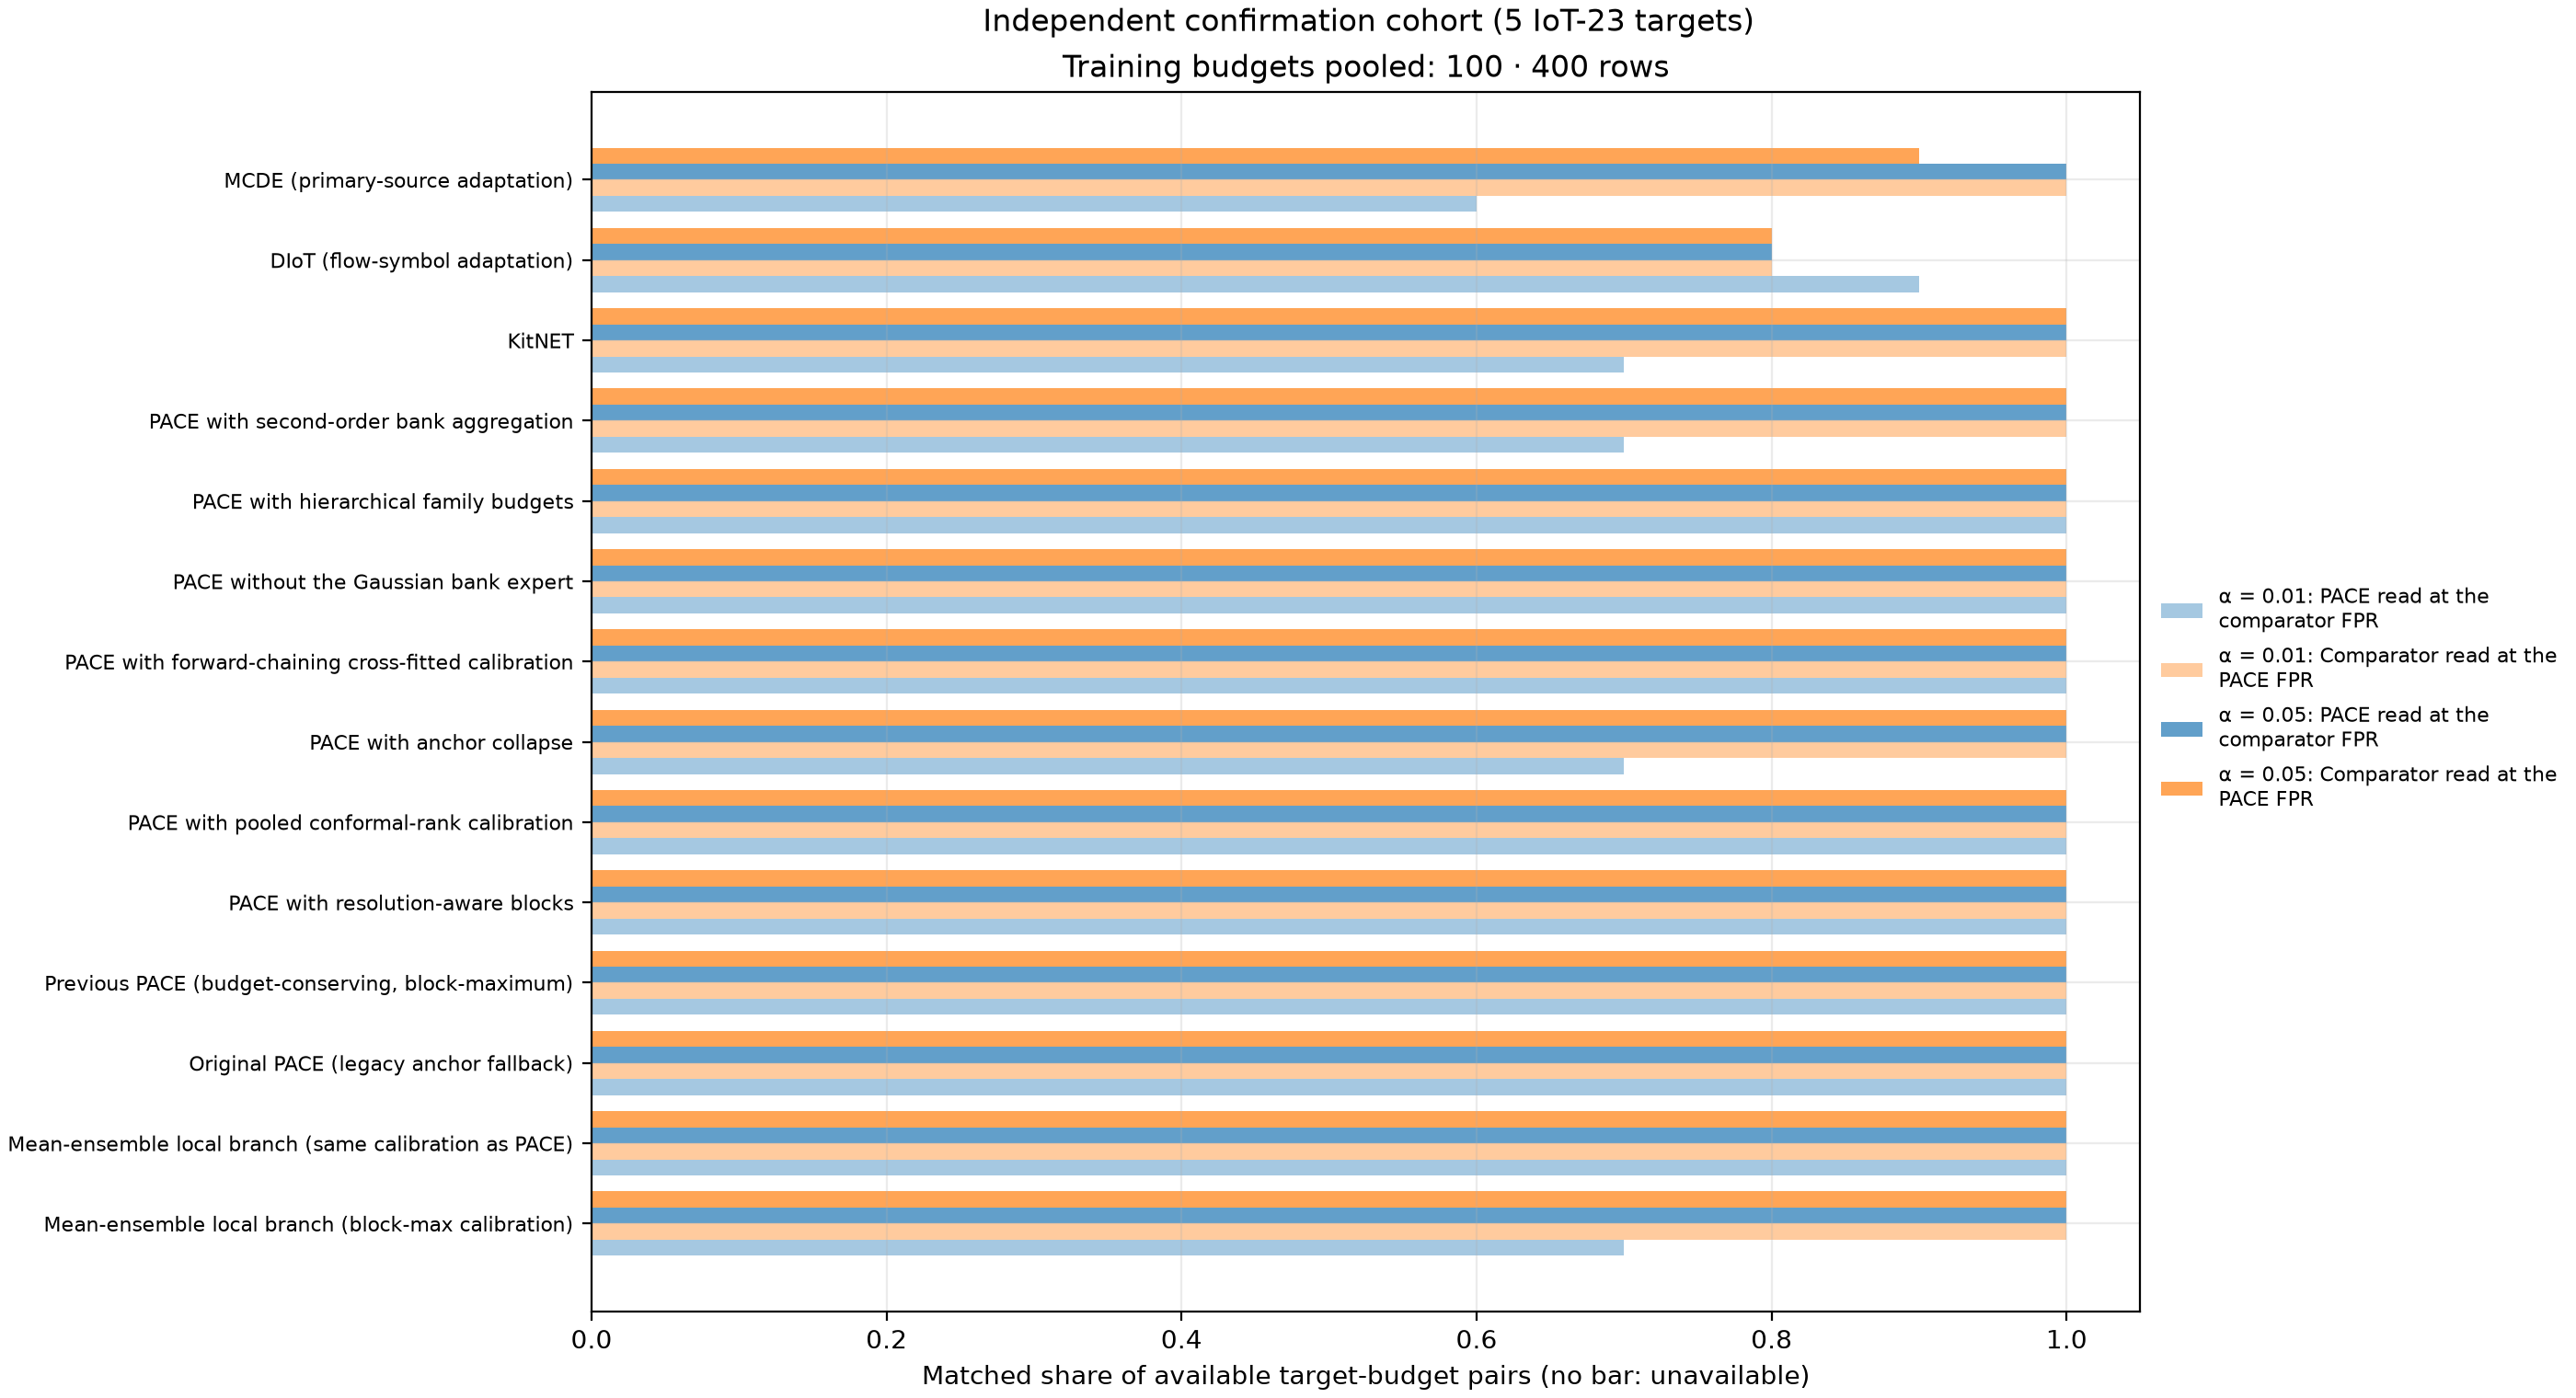 Independent confirmation cohort (5 IoT-23 targets)
Training budgets pooled: 100 · 400 rows
MCDE (primary-source adaptation)
DIoT (flow-symbol adaptation)
KitNET
PACE with second-order bank aggregation
PACE with hierarchical family budgets
PACE without the Gaussian bank expert
PACE with forward-chaining cross-fitted calibration
PACE with anchor collapse
PACE with pooled conformal-rank calibration
PACE with resolution-aware blocks
Previous PACE (budget-conserving, block-maximum)
Original PACE (legacy anchor fallback)
Mean-ensemble local branch (same calibration as PACE)
Mean-ensemble local branch (block-max calibration)
0.0 0.2 0.4 0.6 0.8 1.0
Matched share of available target-budget pairs (no bar: unavailable)
α = 0.01: PACE read at the
comparator FPR
α = 0.01: Comparator read at the
PACE FPR
α = 0.05: PACE read at the
comparator FPR
α = 0.05: Comparator read at the
PACE FPR